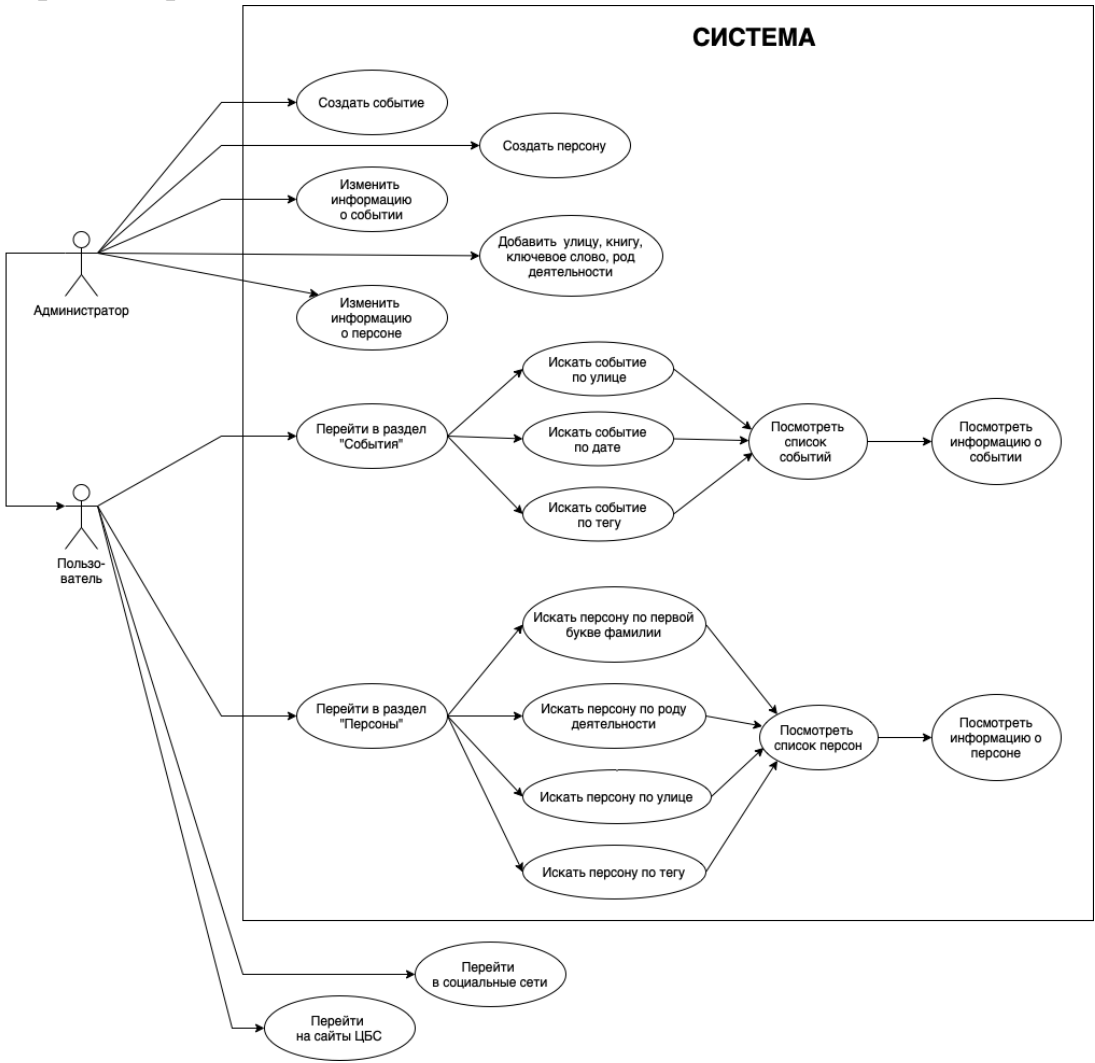 СИСТЕМА
Создать событие
Создать персону
Изменить
информацию
о событии
Добавить улицу, книгу,
ключевое слово, род
деятельности
Администратор
Изменить
информацию
о персоне
Искать событие
по улице
Перейти в раздел
"События"
Искать событие
по дате
Посмотреть
список
событий
Посмотреть
информацию о
событии
Искать событие
по тегу
Пользо-
ватель
Искать персону по первой
букве фамилии
Перейти в раздел
"Персоны"
Искать персону по роду
деятельности
Посмотреть
список персон
Посмотреть
информацию о
персоне
Искать персону по улице
Искать персону по тегу
Перейти
в социальные сети
Перейти
на сайты ЦБС